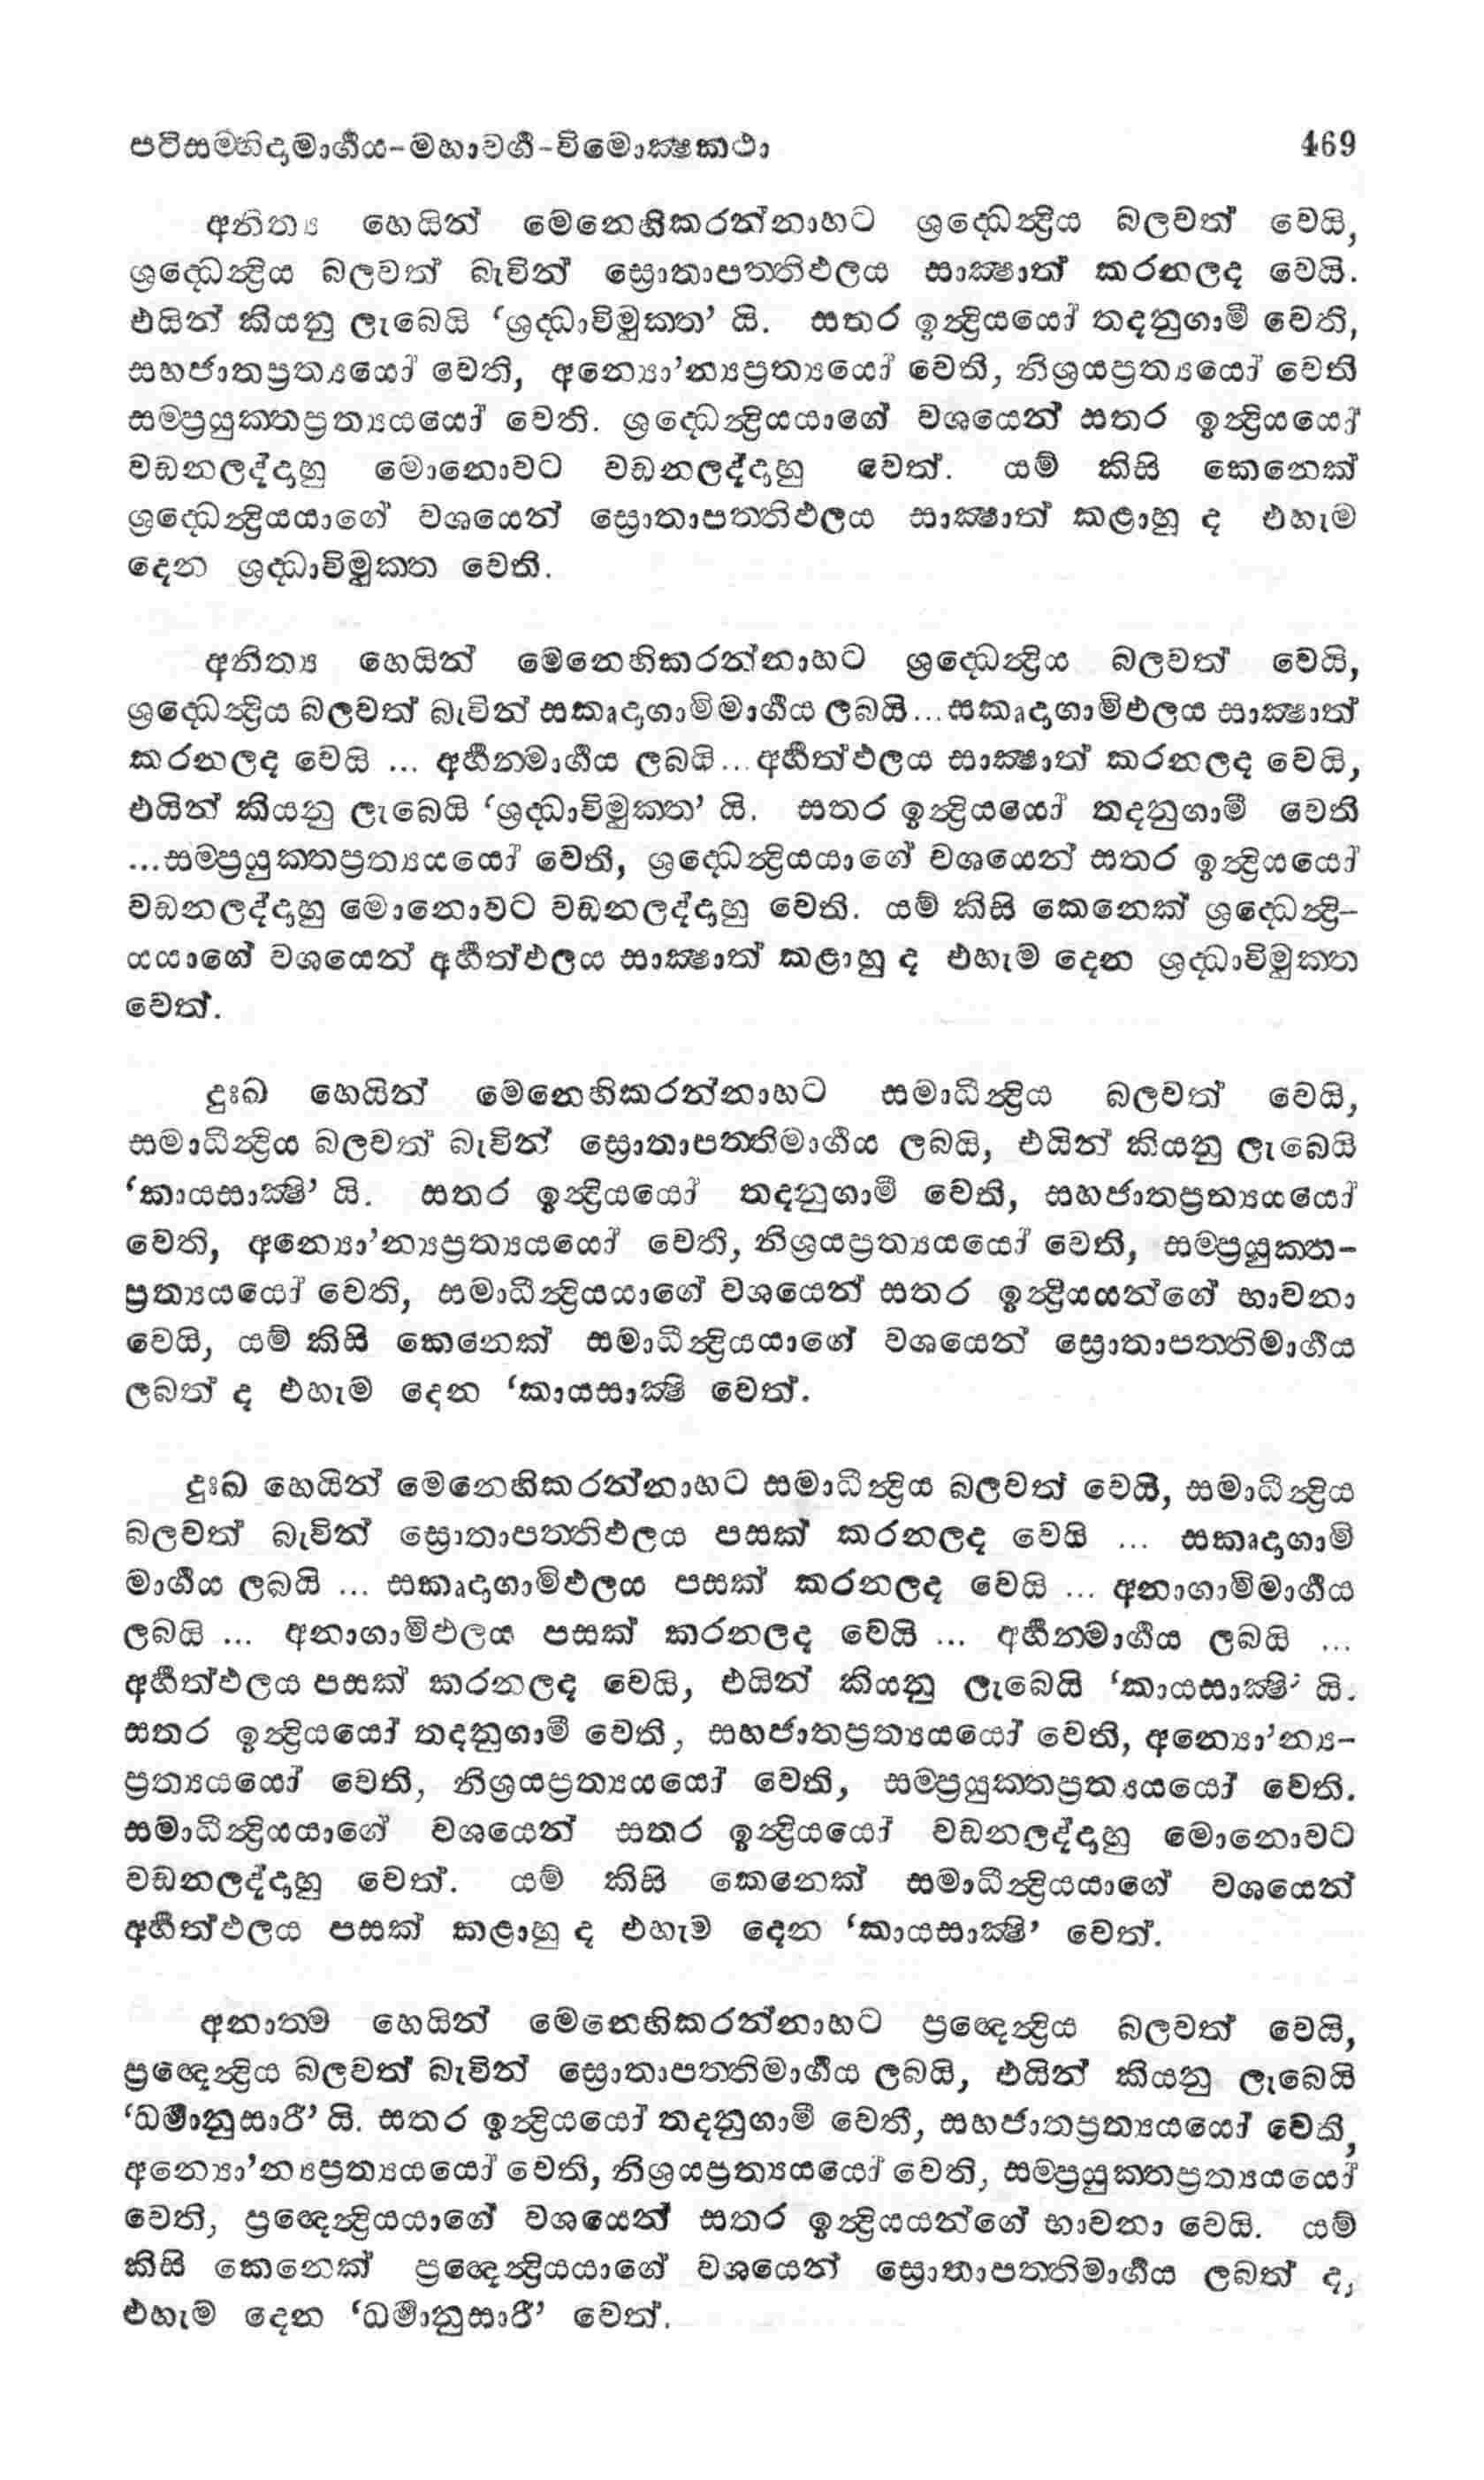 පටිසම්භිදාමාර්ගය-මහාවර්ග-විමොක්ෂකථා 469
අනිත්‍ය හෙයින් මෙනෙහිකරන්නාහට ශ්‍රද්ධෙන්ද්‍රිය බලවත් වෙයි,
ශ්‍රද්ධෙන්ද්‍රිය බලවත් බැවින් ස්‍රොතාපත්තිඵලය සාක්ෂාත් කරනලද වෙයි.
එයින් කියනු ලැබෙයි ‘ශ්‍රද්ධාවිමුක්ත’ යි. සතර ඉන්ද්‍රියයෝ තදනුගාමී වෙති,
සහජාතප්‍රත්‍යයෝ වෙති, අන්‍යො’න්‍යප්‍රත්‍යයෝ වෙති, නිශ්‍රයප්‍රත්‍යයෝ වෙති
සම්ප්‍රයුක්තප්‍රත්‍යයයෝ වෙති. ශ්‍රද්ධෙන්ද්‍රියයාගේ වශයෙන් සතර ඉන්ද්‍රියයෝ
වඩනලද්දාහු මොනොවට වඩනලද්දාහු වෙත්. යම් කිසි කෙනෙක්
ශ්‍රද්ධෙන්ද්‍රියයාගේ වශයෙන් ස්‍රොතාපත්තිඵලය සාක්ෂාත් කළාහු ද එහැම
දෙන ශ්‍රද්ධාවිමුක්ත වෙති.
අනිත්‍ය හෙයින් මෙනෙහිකරන්නාහට ශ්‍රද්ධෙන්ද්‍රිය බලවත් වෙයි,
ශ්‍රද්ධෙන්ද්‍රිය බලවත් බැවින් සකෘදාගාමිමාර්ගය ලබයි...සකෘදාගාමිඵලය සාක්ෂාත්
කරනලද වෙයි ... අර්හන්මාර්ගය ලබයි...අර්හත්ඵලය සාක්ෂාත් කරනලද වෙයි,
එයින් කියනු ලැබෙයි ‘ශ්‍රද්ධාවිමුක්ත’ යි. සතර ඉන්ද්‍රියයෝ තදනුගාමී වෙති
...සම්ප්‍රයුක්තප්‍රත්‍යයයෝ වෙති, ශ්‍රද්ධෙන්ද්‍රියයාගේ වශයෙන් සතර ඉන්ද්‍රියයෝ
වඩනලද්දාහු මොනොවට වඩනලද්දාහු වෙති. යම් කිසි කෙනෙක් ශ්‍රද්ධෙන්ද්‍රි-
යයාගේ වශයෙන් අර්හත්ඵලය සාක්ෂාත් කළාහු ද එහැම දෙන ශ්‍රද්ධාවිමුක්ත
වෙත්.
දුඃඛ හෙයින් මෙනෙහිකරන්නාහට සමාධීන්ද්‍රිය බලවත් වෙයි,
සමාධීන්ද්‍රිය බලවත් බැවින් ස්‍රොතාපත්තිමාර්ගය ලබයි, එයින් කියනු ලැබෙයි
‘කායසාක්ෂි’ යි. සතර ඉන්ද්‍රියයෝ තදනුගාමී වෙති, සහජාතප්‍රත්‍යයයෝ
වෙති, අන්‍යො’න්‍යප්‍රත්‍යයයෝ වෙති, නිශ්‍රයප්‍රත්‍යයයෝ වෙති, සම්ප්‍රයුක්ත-
ප්‍රත්‍යයයෝ වෙති, සමාධීන්ද්‍රියයාගේ වශයෙන් සතර ඉන්ද්‍රියයන්ගේ භාවනා
වෙයි, යම් කිසි කෙනෙක් සමාධීන්ද්‍රියයාගේ වශයෙන් ස්‍රොතාපත්තිමාර්ගය
ලබත් ද එහැම දෙන ‘කායසාක්ෂි වෙත්.
දුඃඛ හෙයින් මෙනෙහිකරන්නාහට සමාධීන්ද්‍රිය බලවත් වෙයි, සමාධීන්ද්‍රිය
බලවත් බැවින් ස්‍රොතාපත්තිඵලය පසක් කරනලද වෙයි ... සකෘදාගාමි
මාර්ගය ලබයි ... සකෘදාගාමිඵලය පසක් කරනලද වෙයි ... අනාගාමිමාර්ගය
ලබයි ... අනාගාමිඵලය පසක් කරනලද වෙයි ... අර්හන්මාර්ගය ලබයි ...
අර්හත්ඵලය පසක් කරනලද වෙයි, එයින් කියනු ලැබෙයි ‘කායසාක්ෂි’ යි.
සතර ඉන්ද්‍රියයෝ තදනුගාමී වෙති, සහජාතප්‍රත්‍යයයෝ වෙති, අන්‍යො’න්‍ය-
ප්‍රත්‍යයයෝ වෙති, නිශ්‍රයප්‍රත්‍යයයෝ වෙති, සම්ප්‍රයුක්තප්‍රත්‍යයයෝ වෙති.
සමාධීන්ද්‍රියයාගේ වශයෙන් සතර ඉන්ද්‍රියයෝ වඩනලද්දාහු මොනොවට
වඩනලද්දාහු වෙත්. යම් කිසි කෙනෙක් සමාධීන්ද්‍රියයාගේ වශයෙන්
අර්හත්ඵලය පසක් කළාහු ද එහැම දෙන ‘කායසාක්ෂි’ වෙත්.
අනාත්ම හෙයින් මෙනෙහිකරන්නාහට ප්‍රඥෙන්ද්‍රිය බලවත් වෙයි,
ප්‍රඥෙන්ද්‍රිය බලවත් බැවින් ස්‍රොතාපත්තිමාර්ගය ලබයි, එයින් කියනු ලැබෙයි
‘ධර්මානුසාරී’ යි. සතර ඉන්ද්‍රියයෝ තදනුගාමී වෙති, සහජාතප්‍රත්‍යයයෝ වෙති,
අන්‍යො’න්‍යප්‍රත්‍යයයෝ වෙති, නිශ්‍රයප්‍රත්‍යයයෝ වෙති, සම්ප්‍රයුක්තප්‍රත්‍යයයෝ
වෙති, ප්‍රඥෙන්ද්‍රියයාගේ වශයෙන් සතර ඉන්ද්‍රියයන්ගේ භාවනා වෙයි. යම්
කිසි කෙනෙක් ප්‍රඥෙන්ද්‍රියයාගේ වශයෙන් ස්‍රොතාපත්තිමාර්ගය ලබත් ද,
එහැම දෙන ‘ධර්මානුසාරී’ වෙත්.